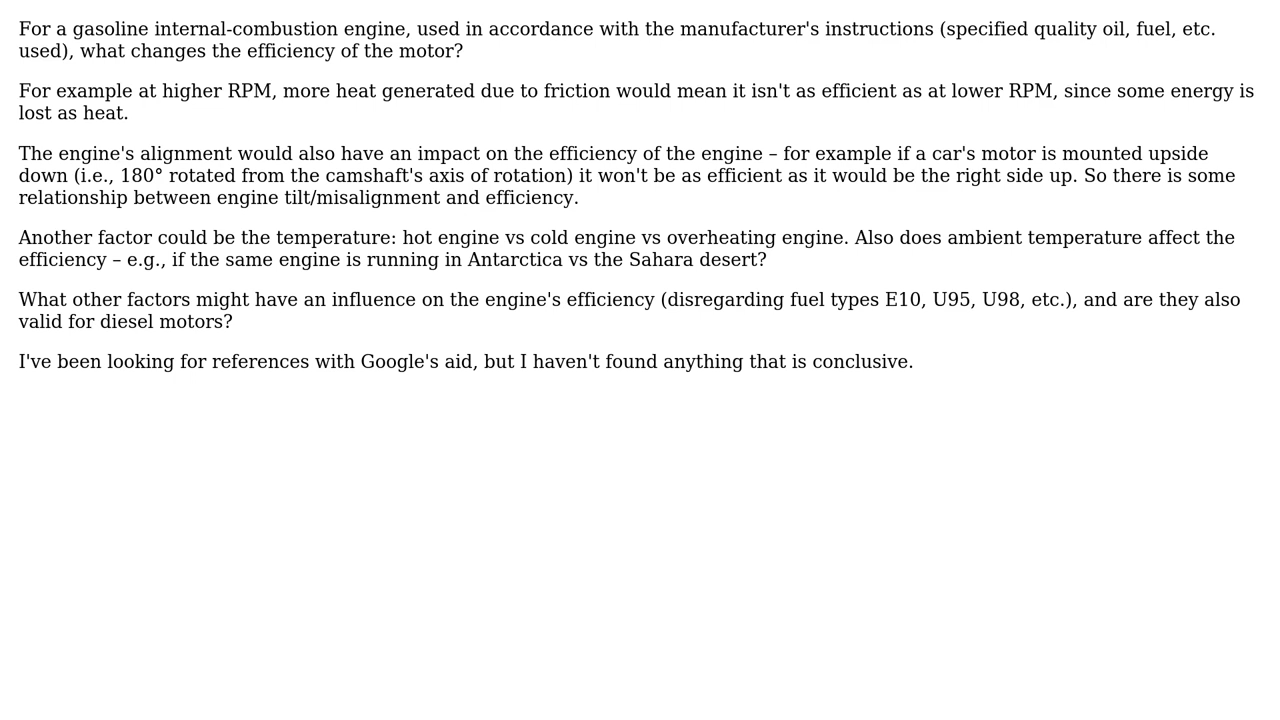 For a gasoline internal-combustion engine, used in accordance with the manufacturer's instructions (specified quality oil, fuel, etc.
used), what changes the efficiency of the motor?
For example at higher RPM, more heat generated due to friction would mean it isn't as efficient as at lower RPM, since some energy is
lost as heat.
The engine's alignment would also have an impact on the efficiency of the engine – for example if a car's motor is mounted upside
down (i.e., 180° rotated from the camshaft's axis of rotation) it won't be as efficient as it would be the right side up. So there is some
relationship between engine tilt/misalignment and efficiency.
Another factor could be the temperature: hot engine vs cold engine vs overheating engine. Also does ambient temperature affect the
efficiency – e.g., if the same engine is running in Antarctica vs the Sahara desert?
What other factors might have an influence on the engine's efficiency (disregarding fuel types E10, U95, U98, etc.), and are they also
valid for diesel motors?
I've been looking for references with Google's aid, but I haven't found anything that is conclusive.